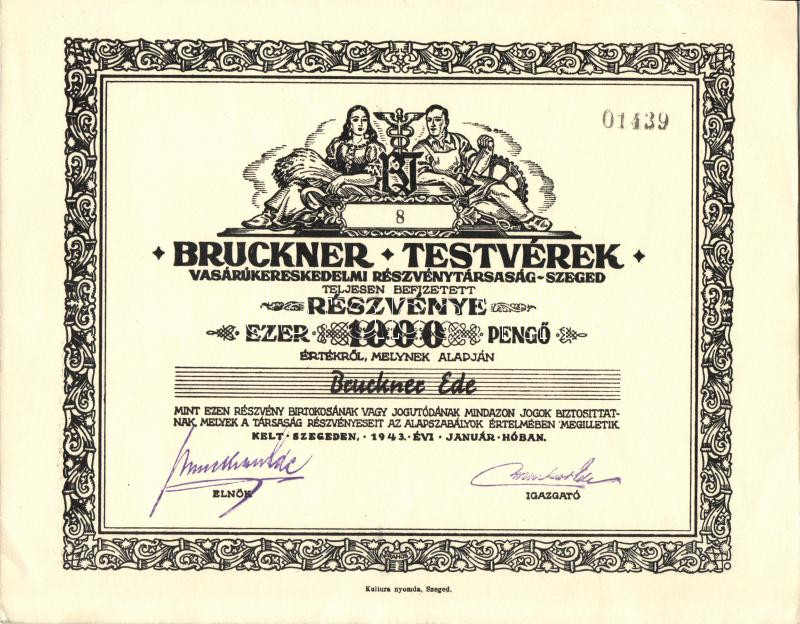 01439
8
BRUCKNER ✦ TESTVÉREK
VASÁRÚKERESKEDELMI RÉSZVÉNYTÁRSASÁG-SZEGED
TELJESEN BEFIZETETT
RÉSZVÉNYE
EZER 1000 PENGŐ
ÉRTÉKRŐL, MELYNEK ALAPJÁN
Bruckner Ede
MINT EZEN RÉSZVÉNY BIRTOKOSÁNAK VAGY JOGUTÓDÁNAK MINDAZON JOGOK BIZTOSITTAT-
NAK, MELYEK A TÁRSASÁG RÉSZVÉNYESEIT AZ ALAPSZABÁLYOK ÉRTELMÉBEN MEGILLETIK.
KELT · SZEGEDEN, · 1943. ÉVI · JANUÁR · HÓBAN.
ELNÖK
IGAZGATÓ
Kultura nyomda, Szeged.